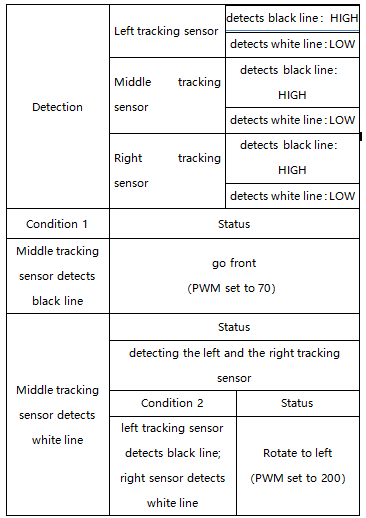 Detection
Left tracking sensor
detects black line: HIGH
detects white line:LOW
Middle tracking
sensor
detects black line:
HIGH
detects white line:LOW
Right tracking
sensor
detects black line:
HIGH
detects white line:LOW
Condition 1
Status
Middle tracking
sensor detects
black line
go front
(PWM set to 70)
Middle tracking
sensor detects
white line
Status
detecting the left and the right tracking
sensor
Condition 2
Status
left tracking sensor
detects black line;
right sensor detects
white line
Rotate to left
(PWM set to 200)